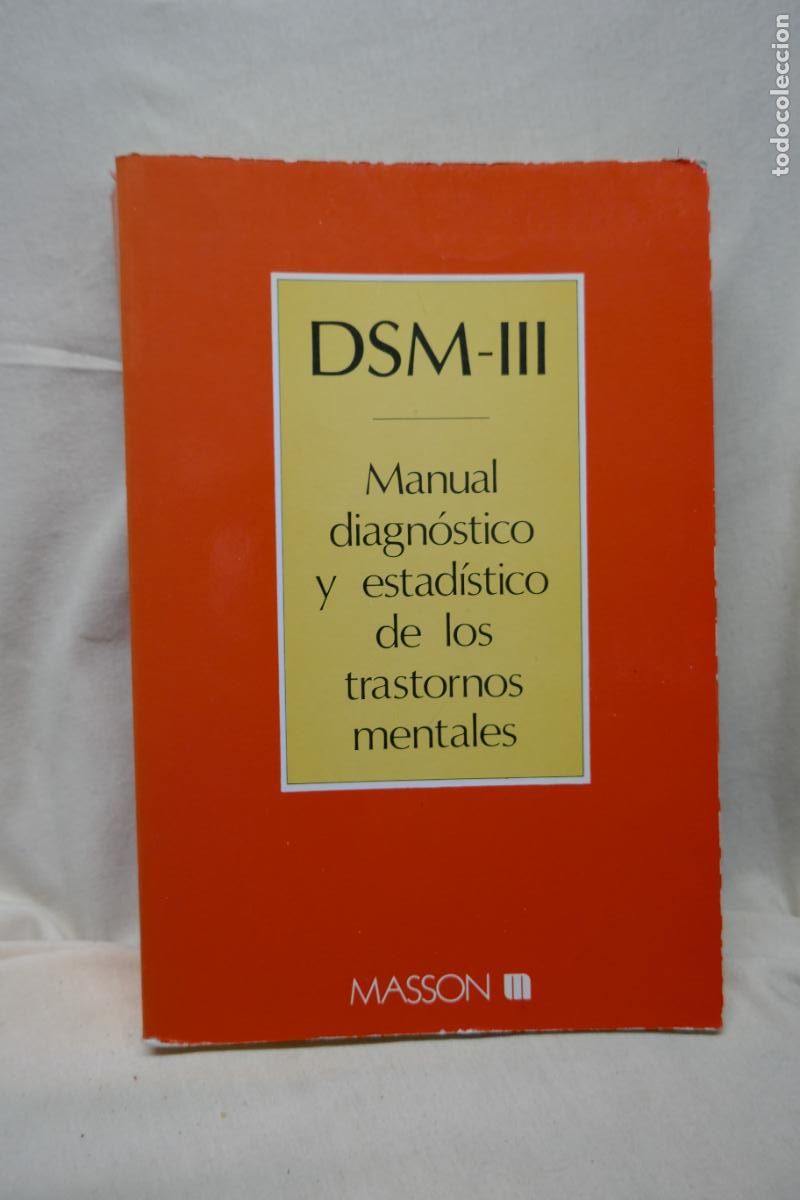 DSM-III
Manual
diagnóstico
y estadístico
de los
trastornos
mentales
MASSON
todocoleccion